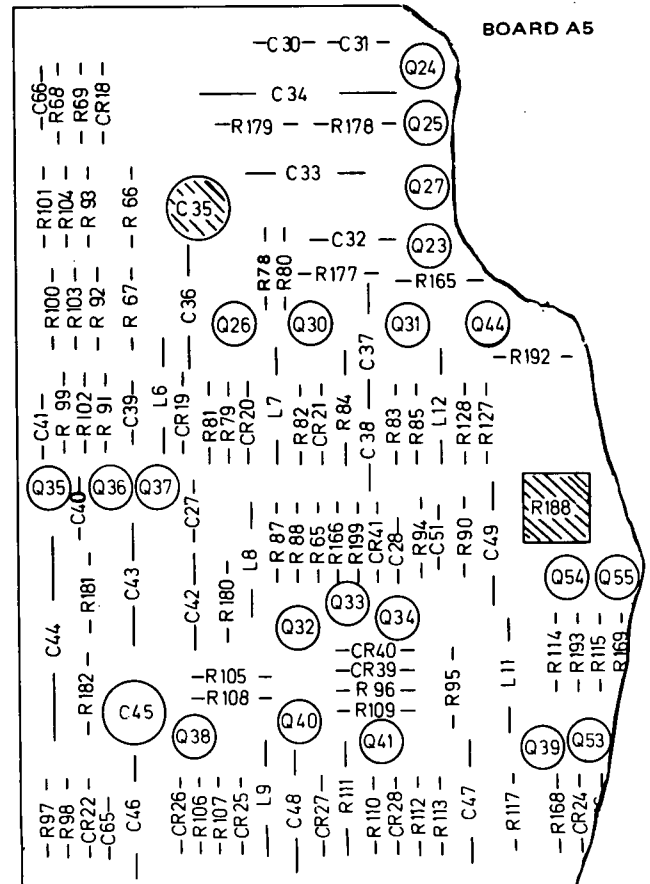 BOARD A5
C30 C31
Q24
C66 R68 R69 CR18
C34
R179 R178
Q25
C33
Q27
R101 R104 R93 R66
C35
C32
Q23
R78 R80
R177 R165
R100 R103 R92 R67 C36
Q26 Q30 Q31 Q44
C37
R192
C41 R99 R102 R91 C39 L6 CR19 R81 R79 CR20 L7 R82 CR21 R84 C38 R83 R85 L12 R128 R127
Q35 C40 Q36 Q37
R188
C27 L8 R87 R88 R65 R166 R199 CR41 C28 R94 C51 R90 C49
C44 R181 C43 C42 R180
Q54 Q55
Q33
Q32 Q34
CR40
CR39
R96
R109
R105
R108
R182 C45
R95 L11 R114 R193 R115 R169
Q38 Q40 Q41 Q39 Q53
R97 R98 CR22 C65 C46 CR26 R106 R107 CR25 L9 C48 CR27 R111 R110 CR28 R112 R113 C47 R117 R168 CR24